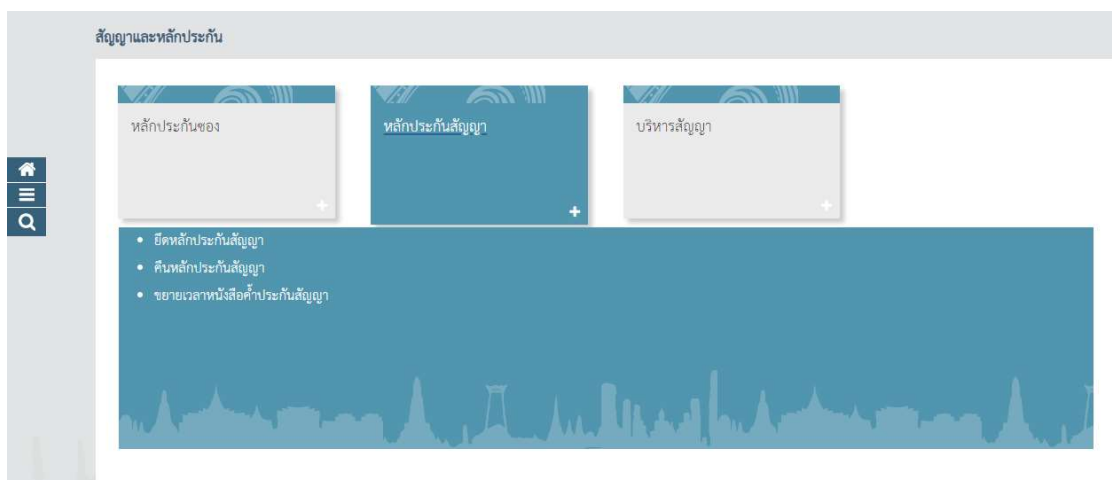 สัญญาและหลักประกัน
หลักประกันซอง
หลักประกันสัญญา
บริหารสัญญา
ยึดหลักประกันสัญญา
คืนหลักประกันสัญญา
ขยายเวลาหนังสือค้ำประกันสัญญา